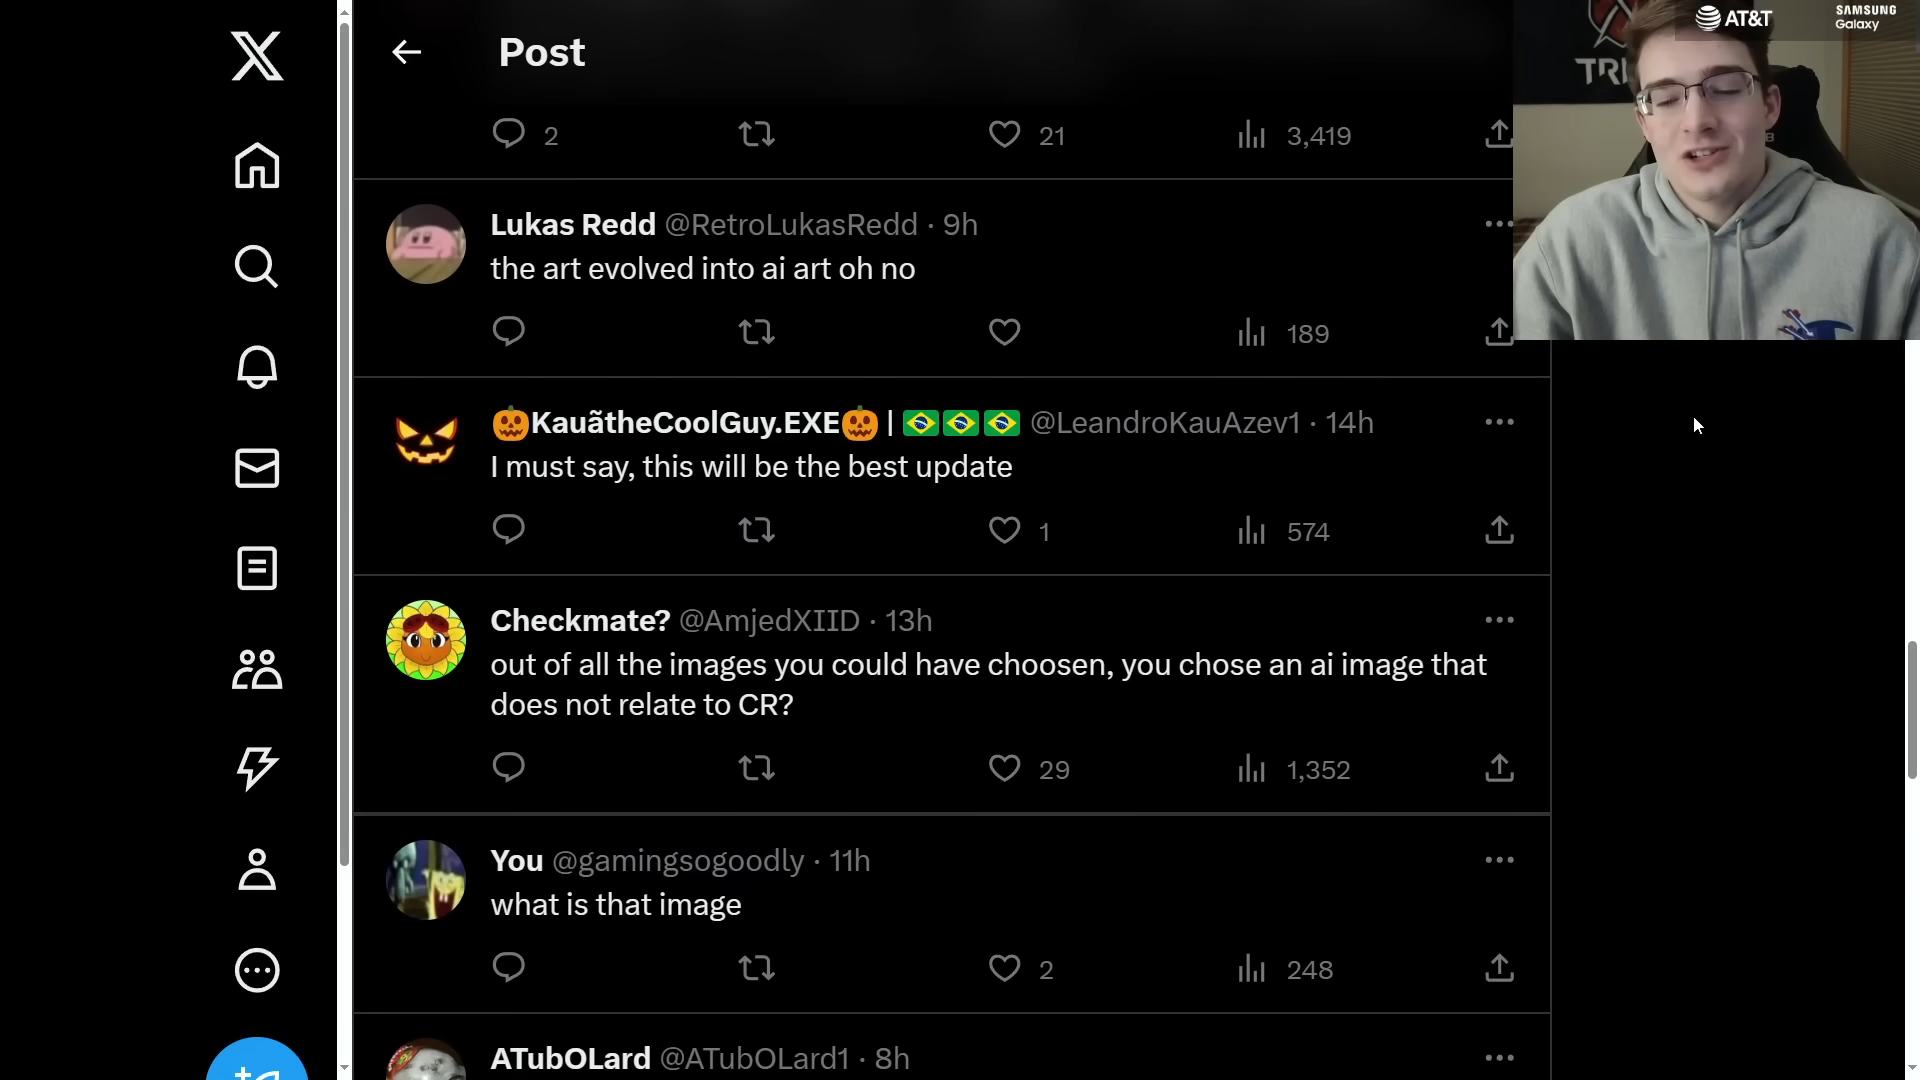 Post
AT&T
SAMSUNG
Galaxy
2 21 3,419
Lukas Redd @RetroLukasRedd · 9h
the art evolved into ai art oh no
189
🎃KauãtheCoolGuy.EXE🎃 | 🇧🇷🇧🇷🇧🇷 @LeandroKauAzev1 · 14h
I must say, this will be the best update
1 574
Checkmate? @AmjedXIID · 13h
out of all the images you could have choosen, you chose an ai image that
does not relate to CR?
29 1,352
You @gamingsogoodly · 11h
what is that image
2 248
ATubOLard @ATubOLard1 · 8h